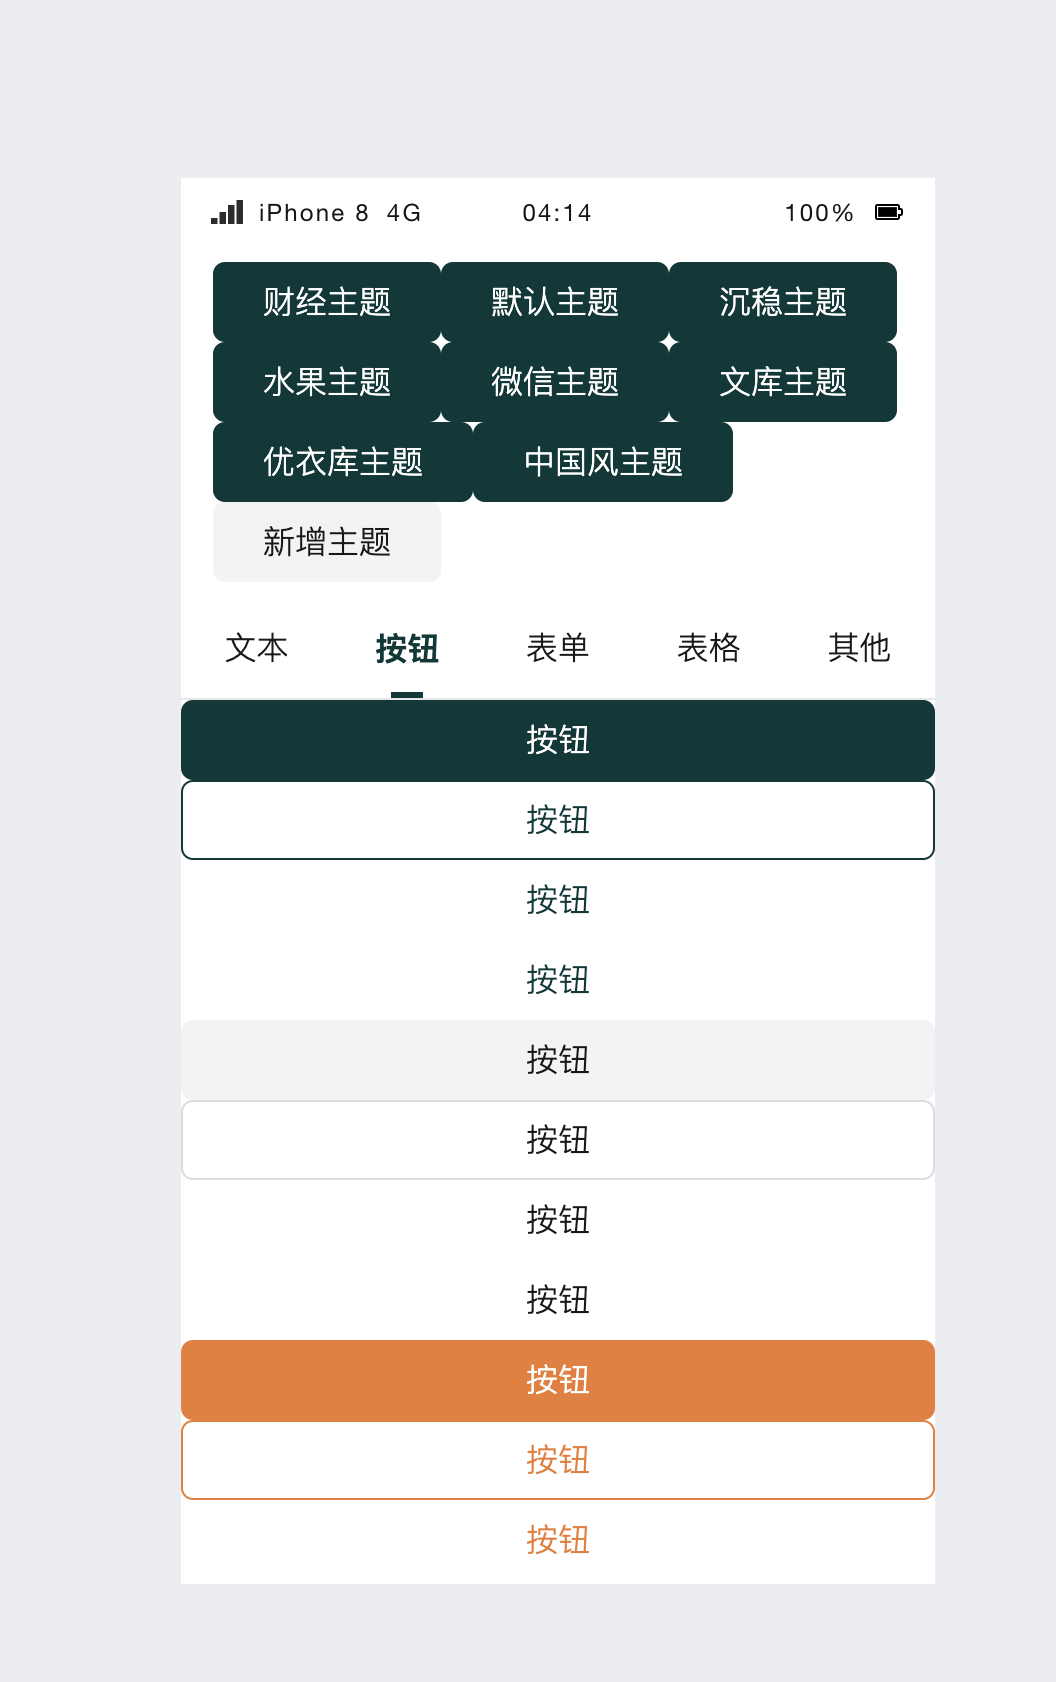 iPhone 8 4G 04:14 100%
财经主题 默认主题 沉稳主题
水果主题 微信主题 文库主题
优衣库主题 中国风主题
新增主题
文本 按钮 表单 表格 其他
按钮
按钮
按钮
按钮
按钮
按钮
按钮
按钮
按钮
按钮
按钮